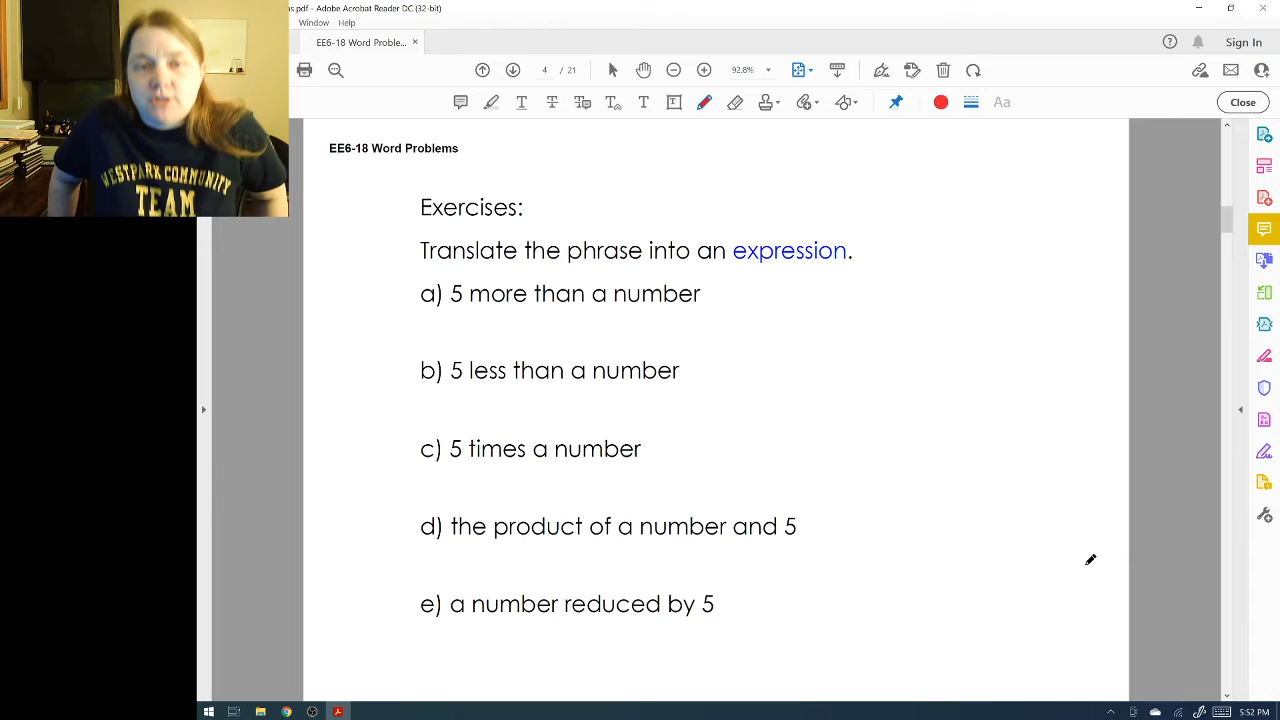 s.pdf - Adobe Acrobat Reader DC (32-bit)
Window Help
EE6-18 Word Proble... ×
Sign In
4 / 21
92.8%
Aa
Close
EE6-18 Word Problems
Exercises:
Translate the phrase into an expression.
a) 5 more than a number
b) 5 less than a number
c) 5 times a number
d) the product of a number and 5
e) a number reduced by 5
WESTPARK COMMUNITY
TEAM
5:52 PM